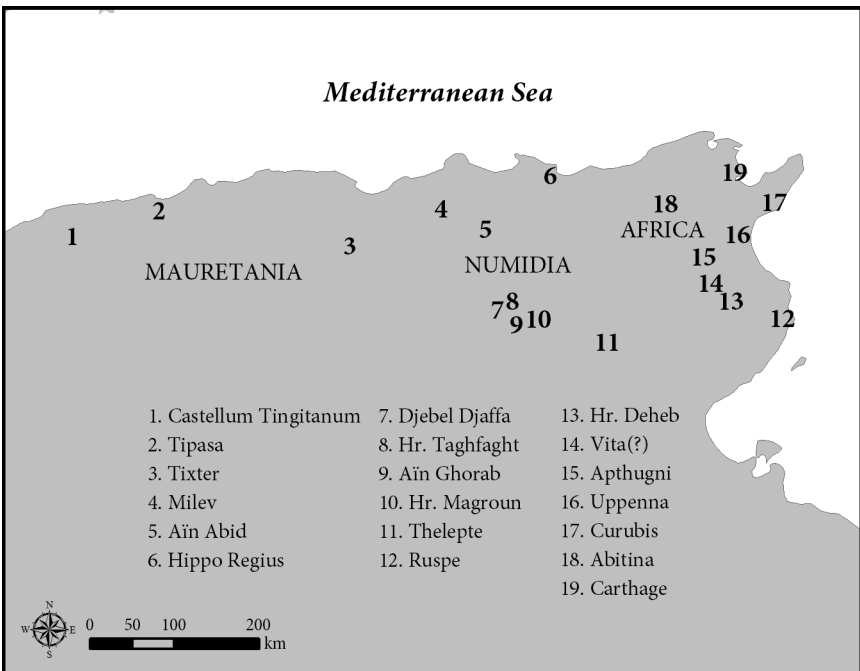 Mediterranean Sea
6
19
2
4
18
17
1
3
5
AFRICA
16
MAURETANIA
NUMIDIA
15
14
7
8
13
9
10
12
11
1. Castellum Tingitanum
2. Tipasa
3. Tixter
4. Milev
5. Aïn Abid
6. Hippo Regius
7. Djebel Djaffa
8. Hr. Taghfaght
9. Aïn Ghorab
10. Hr. Magroun
11. Thelepte
12. Ruspe
13. Hr. Deheb
14. Vita(?)
15. Apthugni
16. Uppenna
17. Curubis
18. Abitina
19. Carthage
N
W E
S
0 50 100 200
km